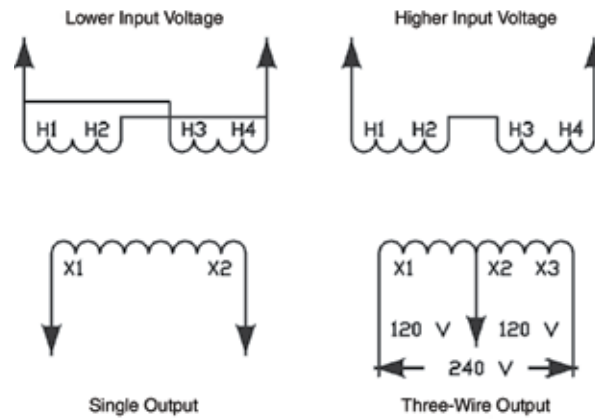 Lower Input Voltage
Higher Input Voltage
H1 H2 H3 H4
H1 H2 H3 H4
X1 X2
X1 X2 X3
120 V 120 V
240 V
Single Output
Three-Wire Output